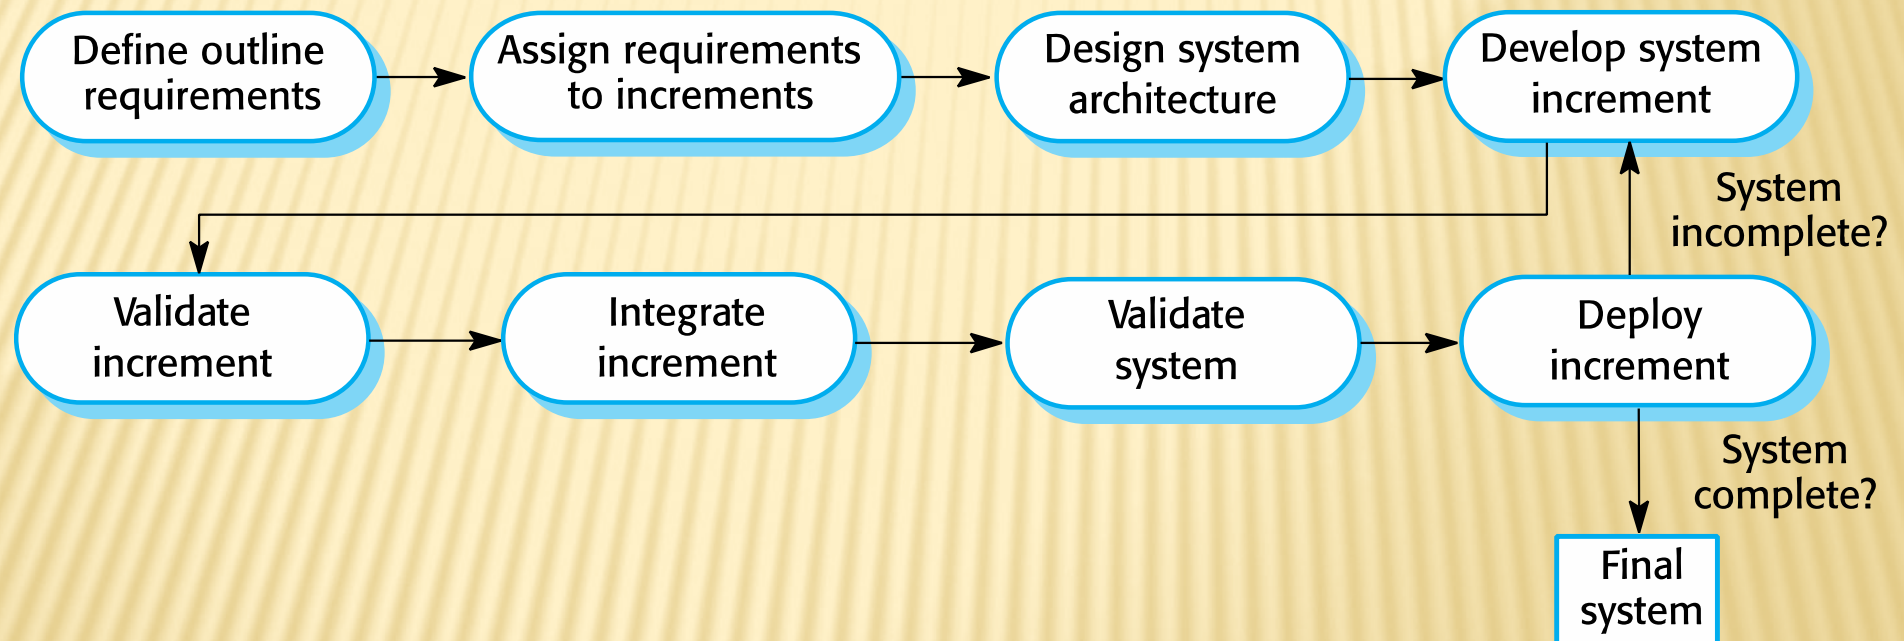 Define outline
requirements
Assign requirements
to increments
Design system
architecture
Develop system
increment
System
incomplete?
Validate
increment
Integrate
increment
Validate
system
Deploy
increment
System
complete?
Final
system